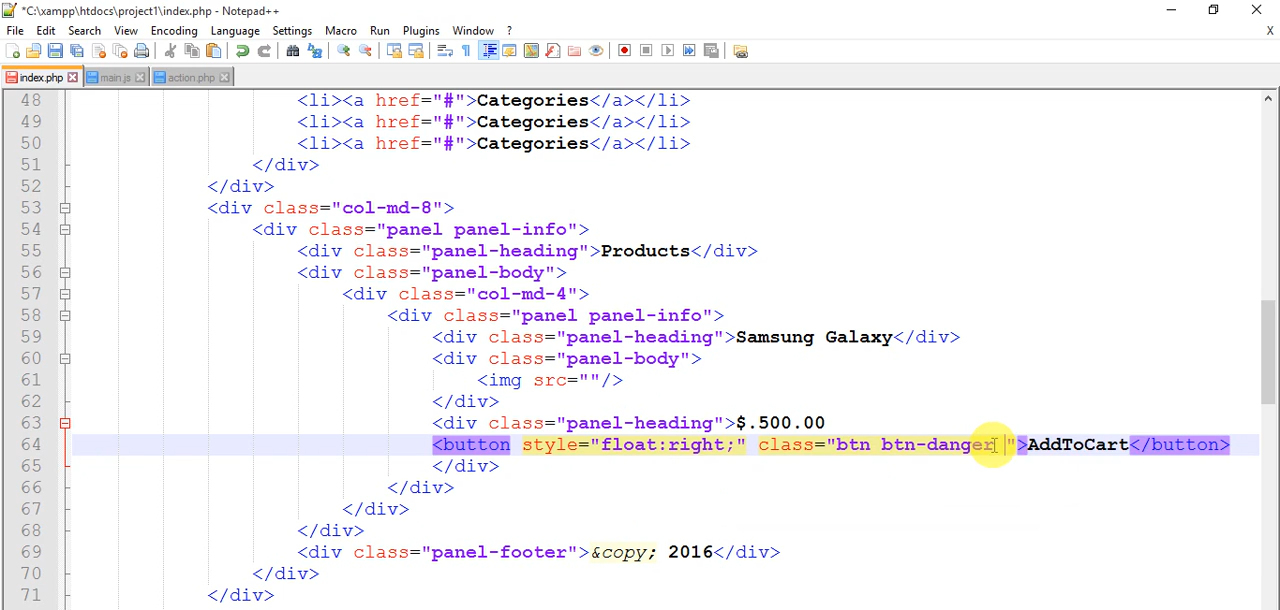 *C:\xampp\htdocs\project1\index.php - Notepad++
File Edit Search View Encoding Language Settings Macro Run Plugins Window ? X
index.php main.js action.php
48 <li><a href="#">Categories</a></li>
49 <li><a href="#">Categories</a></li>
50 <li><a href="#">Categories</a></li>
51 </div>
52 </div>
53 <div class="col-md-8">
54 <div class="panel panel-info">
55 <div class="panel-heading">Products</div>
56 <div class="panel-body">
57 <div class="col-md-4">
58 <div class="panel panel-info">
59 <div class="panel-heading">Samsung Galaxy</div>
60 <div class="panel-body">
61 <img src=""/>
62 </div>
63 <div class="panel-heading">$.500.00
64 <button style="float:right;" class="btn btn-danger ">AddToCart</button>
65 </div>
66 </div>
67 </div>
68 </div>
69 <div class="panel-footer">&copy; 2016</div>
70 </div>
71 </div>